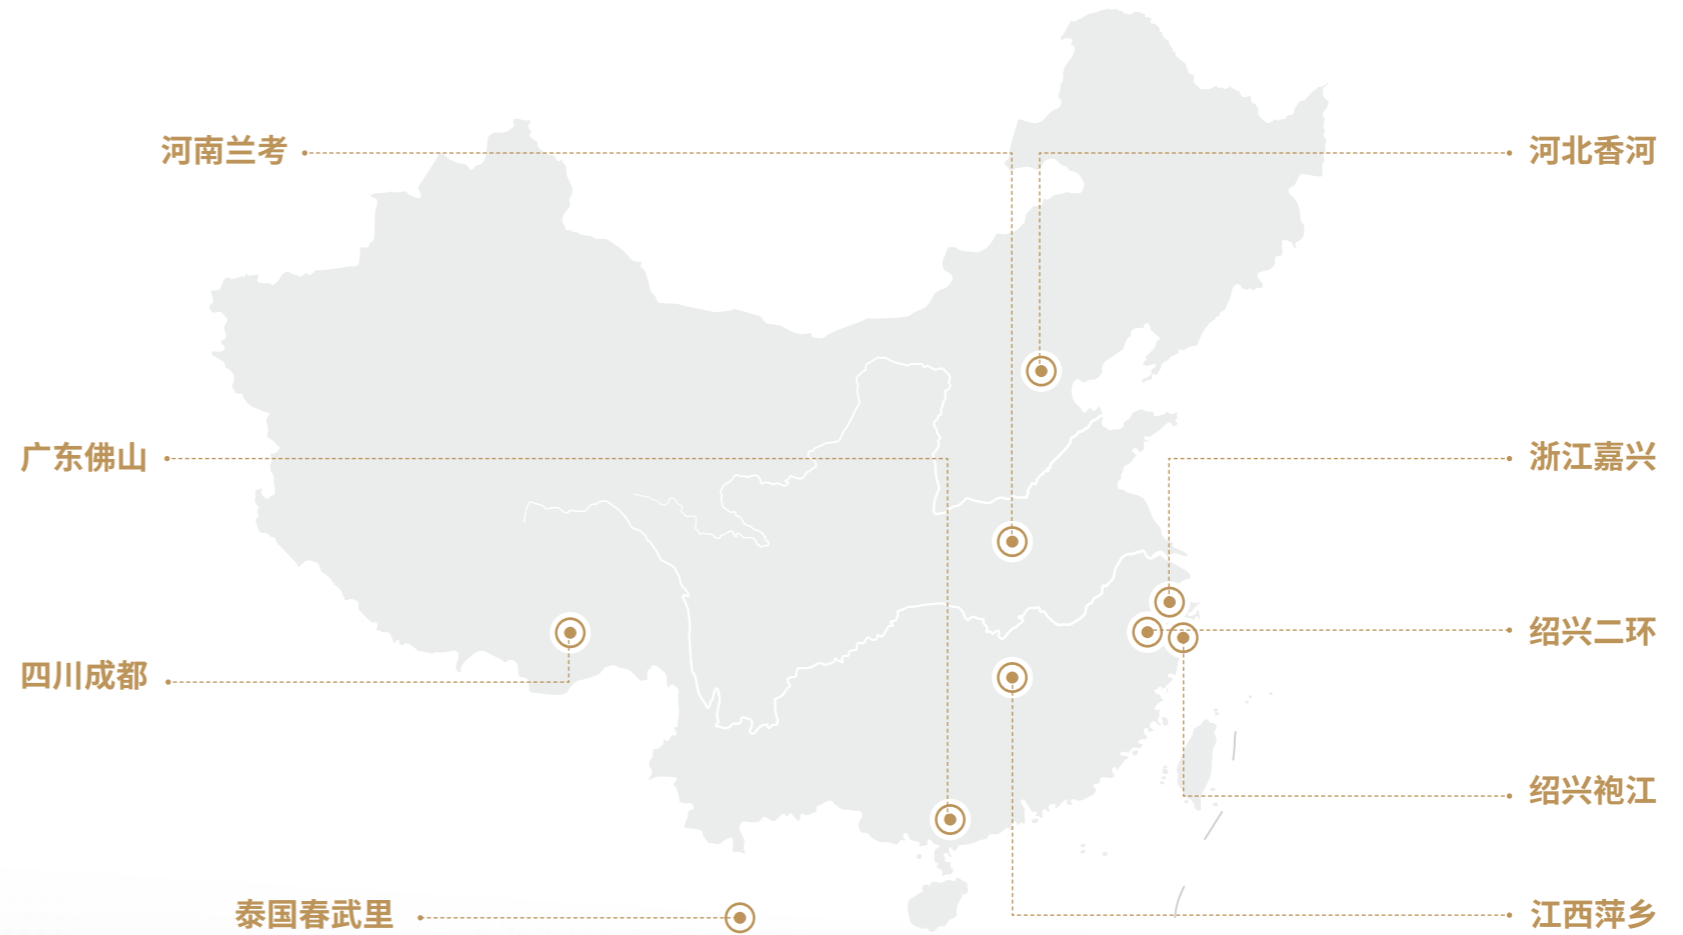 河南兰考
河北香河
广东佛山
浙江嘉兴
绍兴二环
四川成都
绍兴袍江
泰国春武里
江西萍乡